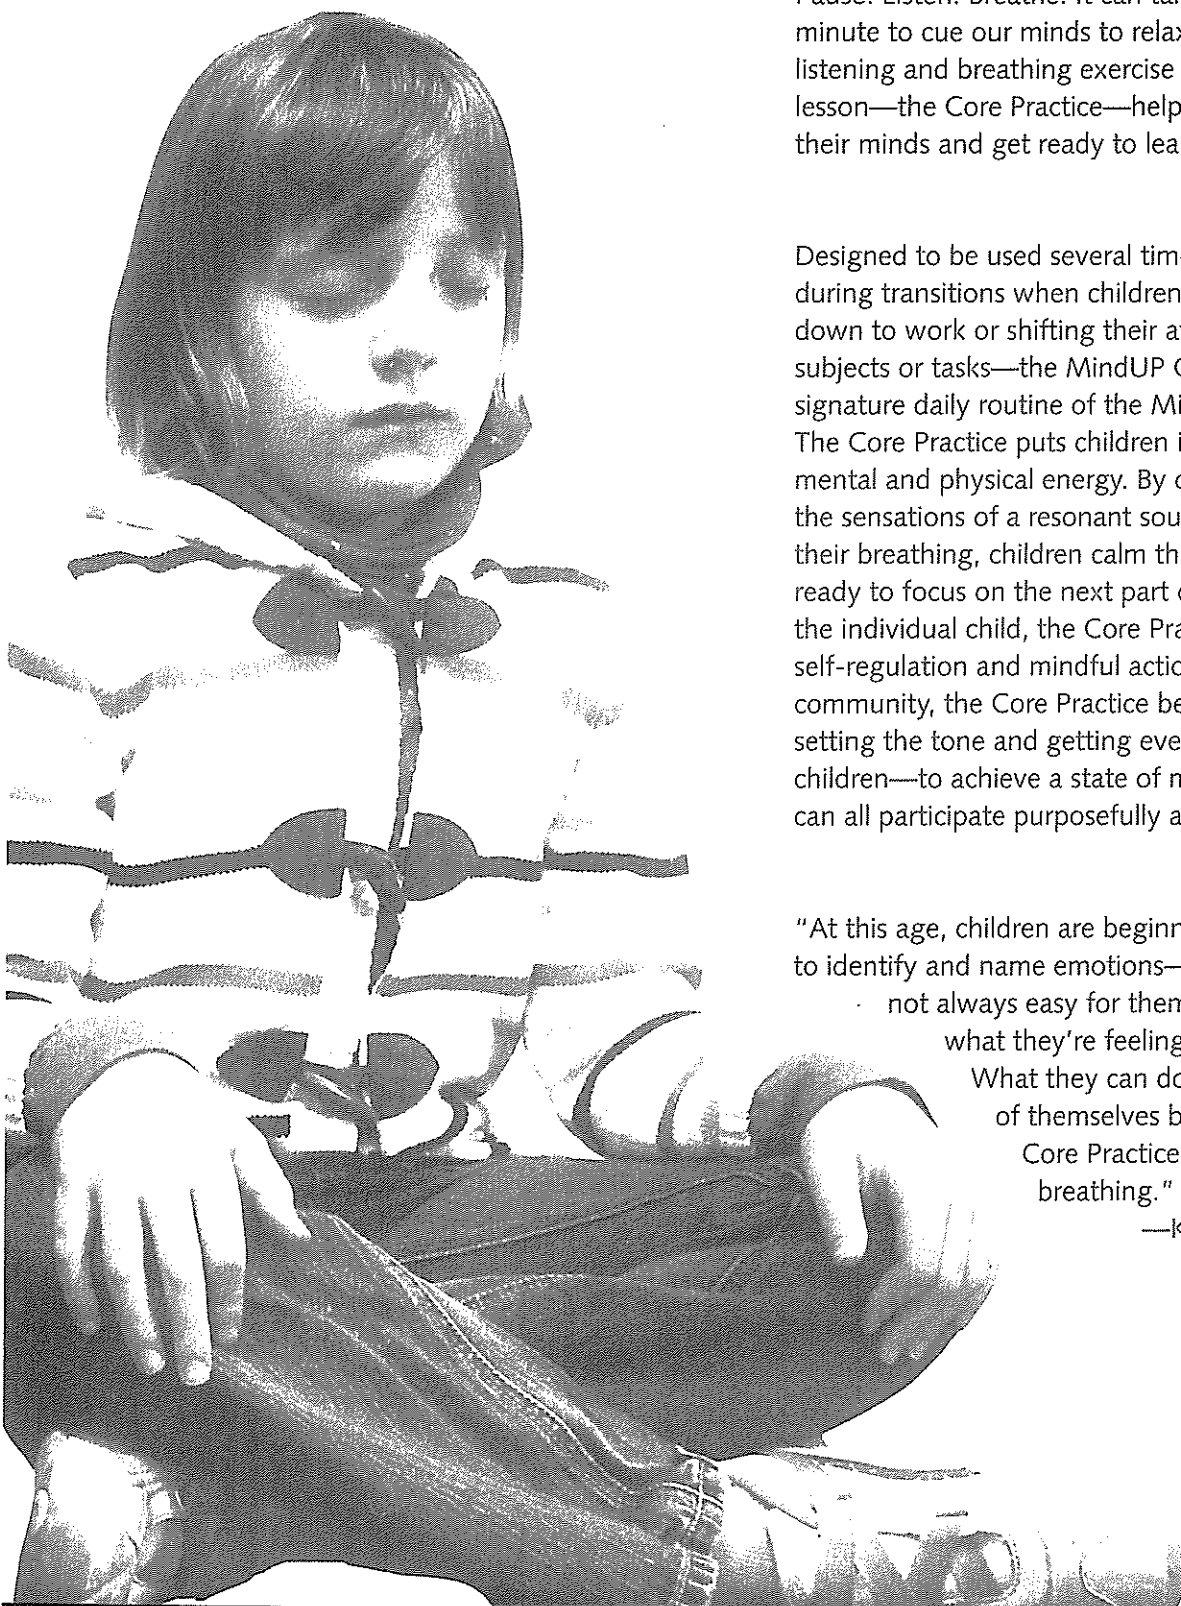 minute to cue our minds to relax
listening and breathing exercise
lesson—the Core Practice—help
their minds and get ready to lea
Designed to be used several tim
during transitions when children
down to work or shifting their a
subjects or tasks—the MindUP
signature daily routine of the Mi
The Core Practice puts children i
mental and physical energy. By
the sensations of a resonant sou
their breathing, children calm th
ready to focus on the next part
the individual child, the Core Pra
self-regulation and mindful actio
community, the Core Practice be
setting the tone and getting eve
children—to achieve a state of
can all participate purposefully a
"At this age, children are beginn
to identify and name emotions—
not always easy for them
what they're feeling
What they can do
of themselves b
Core Practice
breathing."